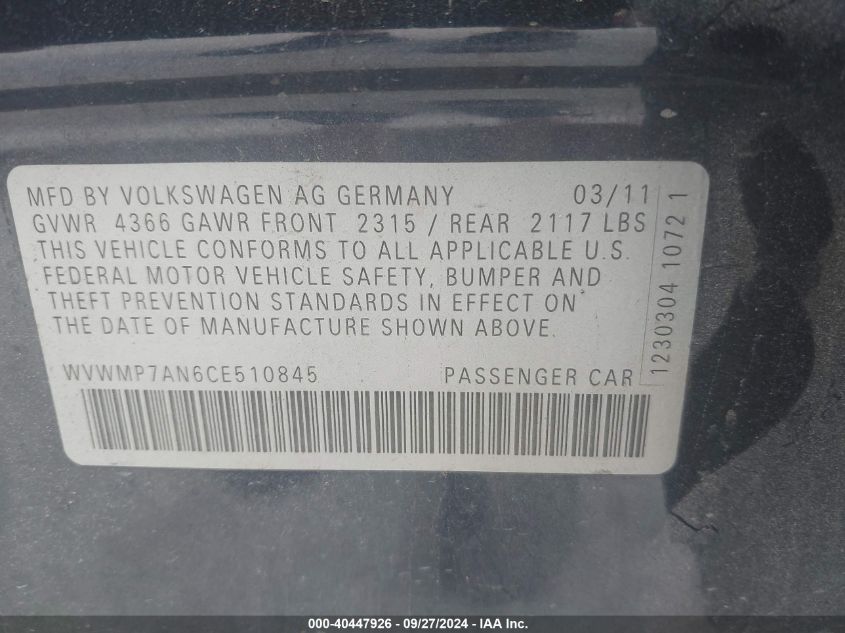 MFD BY VOLKSWAGEN AG GERMANY 03/11
GVWR 4366 GAWR FRONT 2315 / REAR 2117 LBS
THIS VEHICLE CONFORMS TO ALL APPLICABLE U.S.
FEDERAL MOTOR VEHICLE SAFETY, BUMPER AND
THEFT PREVENTION STANDARDS IN EFFECT ON
THE DATE OF MANUFACTURE SHOWN ABOVE.
WVWMP7AN6CE510845 PASSENGER CAR
1230304 1072 1
000-40447926 - 09/27/2024 - IAA Inc.